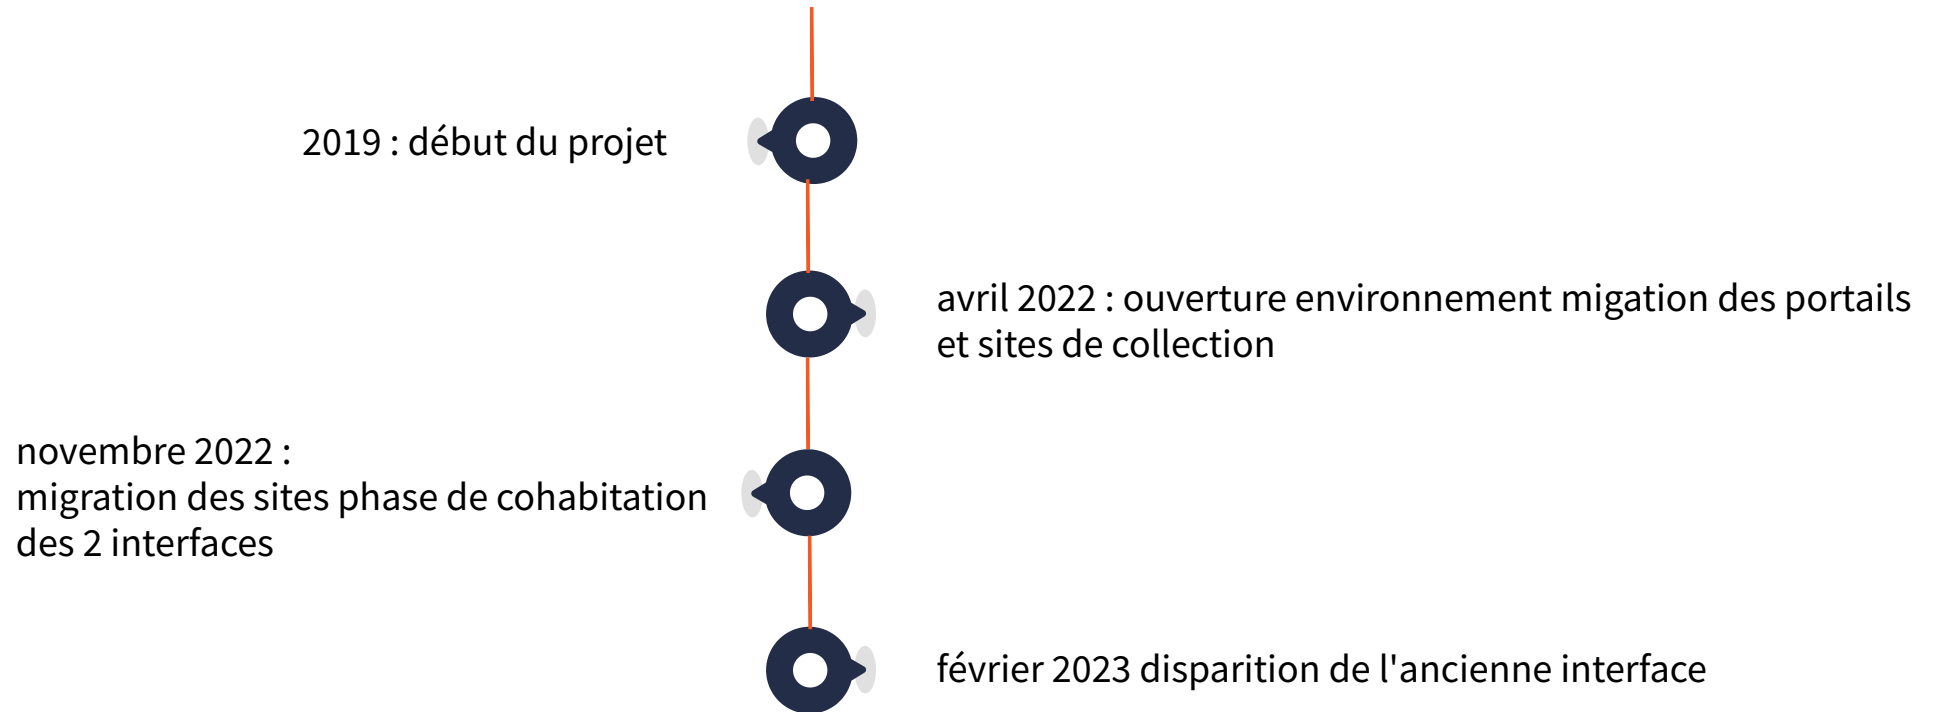 2019 : début du projet
avril 2022 : ouverture environnement migation des portails
et sites de collection
novembre 2022 :
migration des sites phase de cohabitation
des 2 interfaces
février 2023 disparition de l'ancienne interface